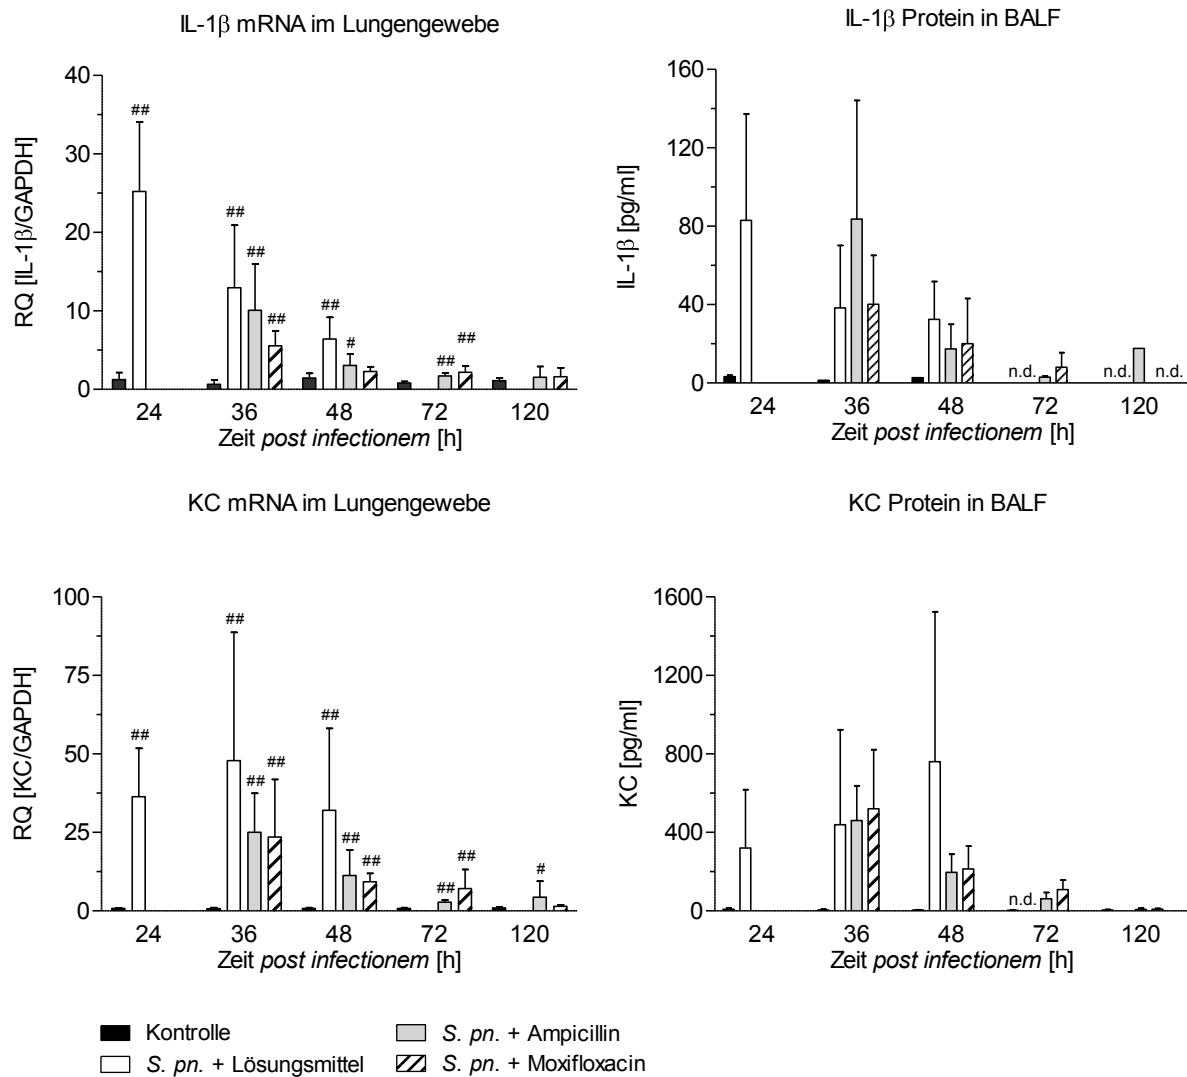 IL-1β mRNA im Lungengewebe
RQ [IL-1β/GAPDH]
40
30
20
10
0
##
##
##
##
##
#
##
##
24 36 48 72 120
Zeit post infectionem [h]
IL-1β Protein in BALF
IL-1β [pg/ml]
160
120
80
40
0
n.d. n.d. n.d.
24 36 48 72 120
Zeit post infectionem [h]
KC mRNA im Lungengewebe
RQ [KC/GAPDH]
100
75
50
25
0
##
##
##
##
##
##
##
##
##
#
24 36 48 72 120
Zeit post infectionem [h]
KC Protein in BALF
KC [pg/ml]
1600
1200
800
400
0
n.d.
24 36 48 72 120
Zeit post infectionem [h]
Kontrolle
S. pn. + Lösungsmittel
S. pn. + Ampicillin
S. pn. + Moxifloxacin